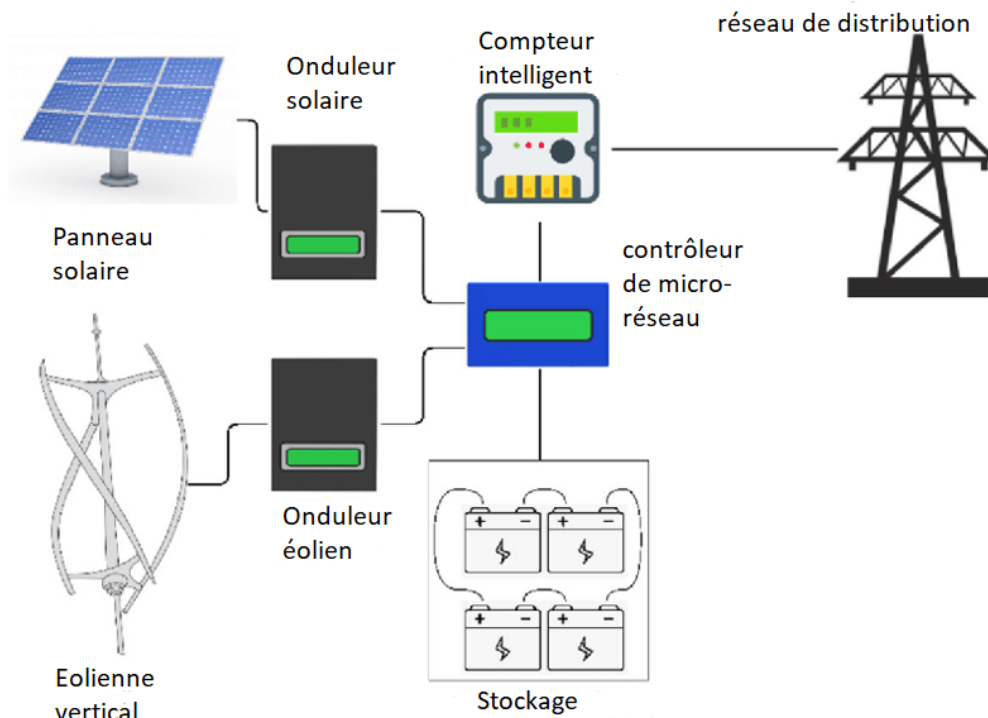 réseau de distribution
Onduleur
solaire
Compteur
intelligent
Panneau
solaire
contrôleur
de micro-
réseau
Onduleur
éolien
Eolienne
vertical
Stockage
+ − + −
+ − + −